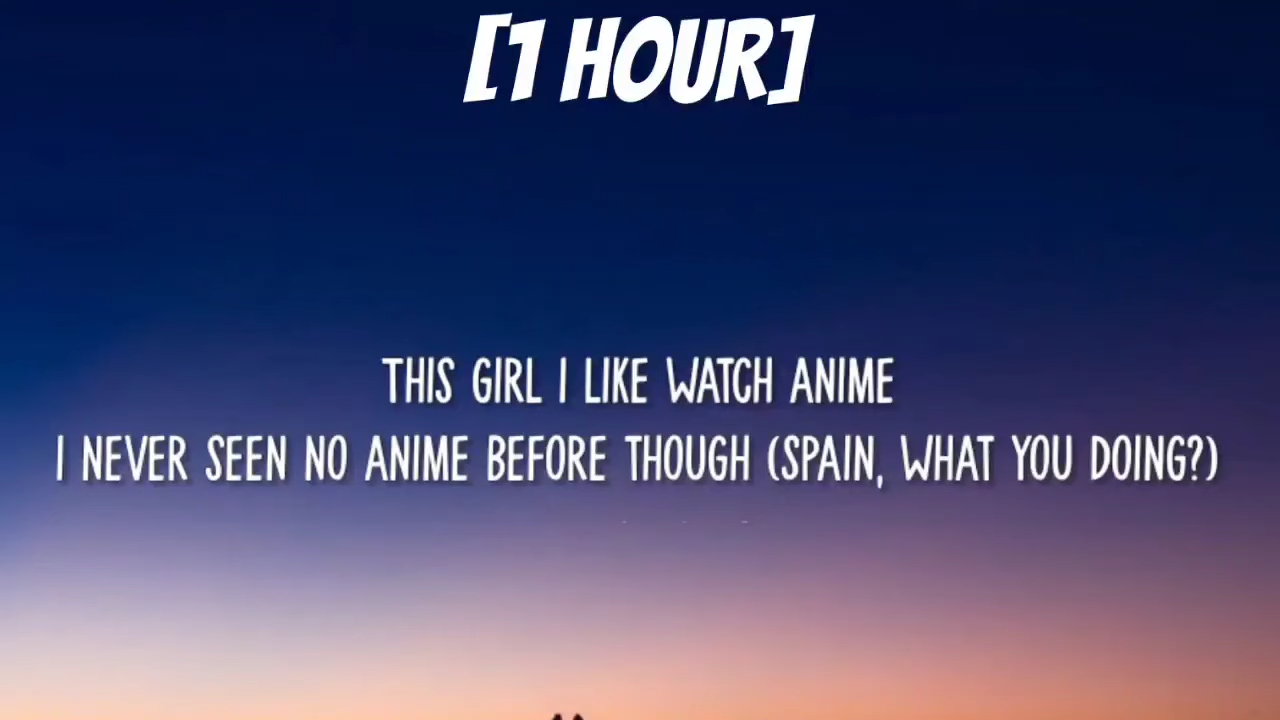 [1 HOUR]
THIS GIRL I LIKE WATCH ANIME
I NEVER SEEN NO ANIME BEFORE THOUGH (SPAIN, WHAT YOU DOING?)